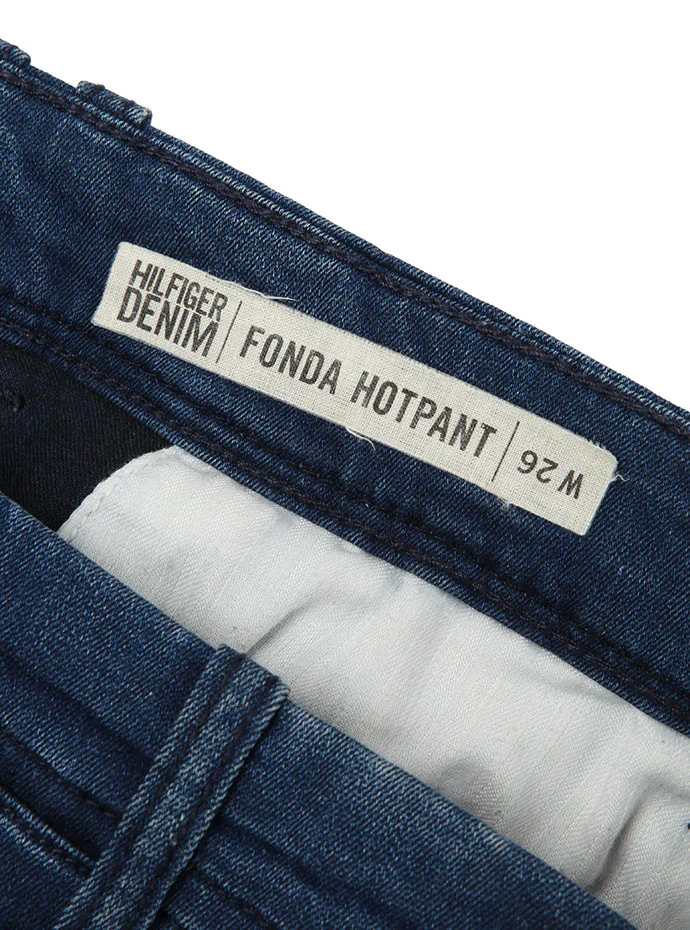 HILFIGER
DENIM
FONDA HOTPANT
W 26